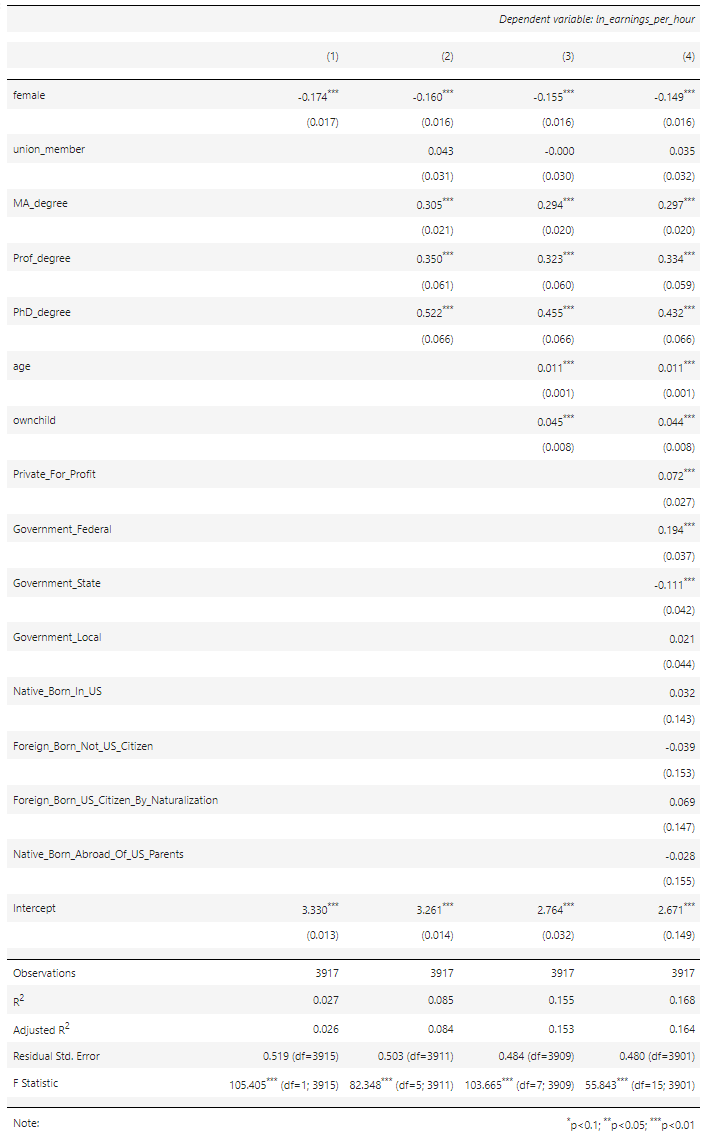 Dependent variable: ln_earnings_per_hour
(1) (2) (3) (4)
female -0.174*** -0.160*** -0.155*** -0.149***
(0.017) (0.016) (0.016) (0.016)
union_member 0.043 -0.000 0.035
(0.031) (0.030) (0.032)
MA_degree 0.305*** 0.294*** 0.297***
(0.021) (0.020) (0.020)
Prof_degree 0.350*** 0.323*** 0.334***
(0.061) (0.060) (0.059)
PhD_degree 0.522*** 0.455*** 0.432***
(0.066) (0.066) (0.066)
age 0.011*** 0.011***
(0.001) (0.001)
ownchild 0.045*** 0.044***
(0.008) (0.008)
Private_For_Profit 0.072***
(0.027)
Government_Federal 0.194***
(0.037)
Government_State -0.111***
(0.042)
Government_Local 0.021
(0.044)
Native_Born_In_US 0.032
(0.143)
Foreign_Born_Not_US_Citizen -0.039
(0.153)
Foreign_Born_US_Citizen_By_Naturalization 0.069
(0.147)
Native_Born_Abroad_Of_US_Parents -0.028
(0.155)
Intercept 3.330*** 3.261*** 2.764*** 2.671***
(0.013) (0.014) (0.032) (0.149)
Observations 3917 3917 3917 3917
R2 0.027 0.085 0.155 0.168
Adjusted R2 0.026 0.084 0.153 0.164
Residual Std. Error 0.519 (df=3915) 0.503 (df=3911) 0.484 (df=3909) 0.480 (df=3901)
F Statistic 105.405*** (df=1; 3915) 82.348*** (df=5; 3911) 103.665*** (df=7; 3909) 55.843*** (df=15; 3901)
Note: *p<0.1; **p<0.05; ***p<0.01